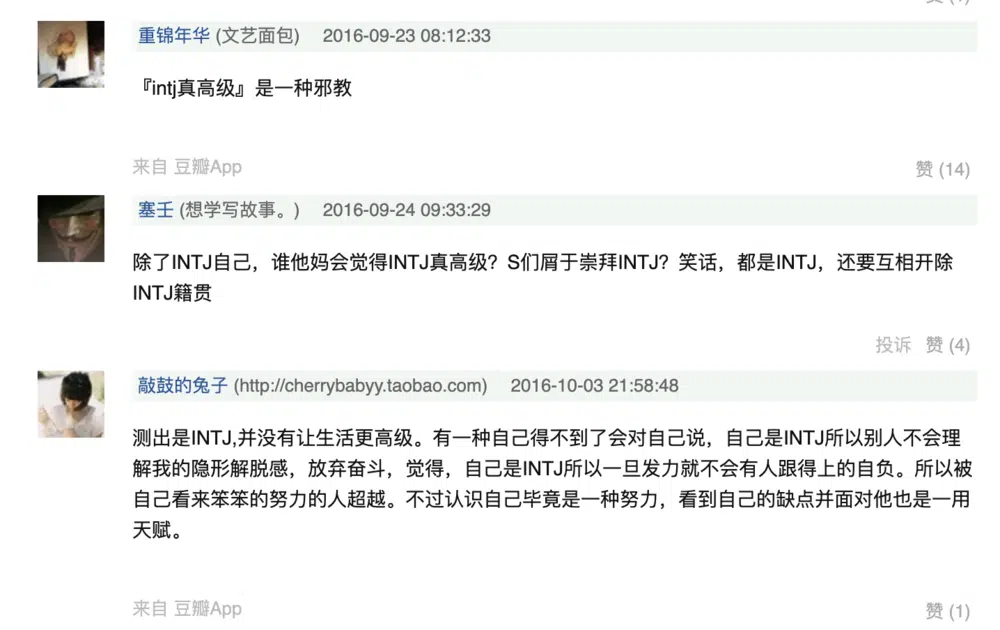 重锦年华 (文艺面包) 2016-09-23 08:12:33
『intj真高级』是一种邪教
来自 豆瓣App
赞 (14)
塞壬 (想学写故事。) 2016-09-24 09:33:29
除了INTJ自己，谁他妈会觉得INTJ真高级？S们屑于崇拜INTJ？笑话，都是INTJ，还要互相开除
INTJ籍贯
投诉 赞 (4)
敲鼓的兔子 (http://cherrybabyy.taobao.com) 2016-10-03 21:58:48
测出是INTJ,并没有让生活更高级。有一种自己得不到了会对自己说，自己是INTJ所以别人不会理
解我的隐形解脱感，放弃奋斗，觉得，自己是INTJ所以一旦发力就不会有人跟得上的自负。所以被
自己看来笨笨的努力的人超越。不过认识自己毕竟是一种努力，看到自己的缺点并面对他也是一用
天赋。
来自 豆瓣App
赞 (1)